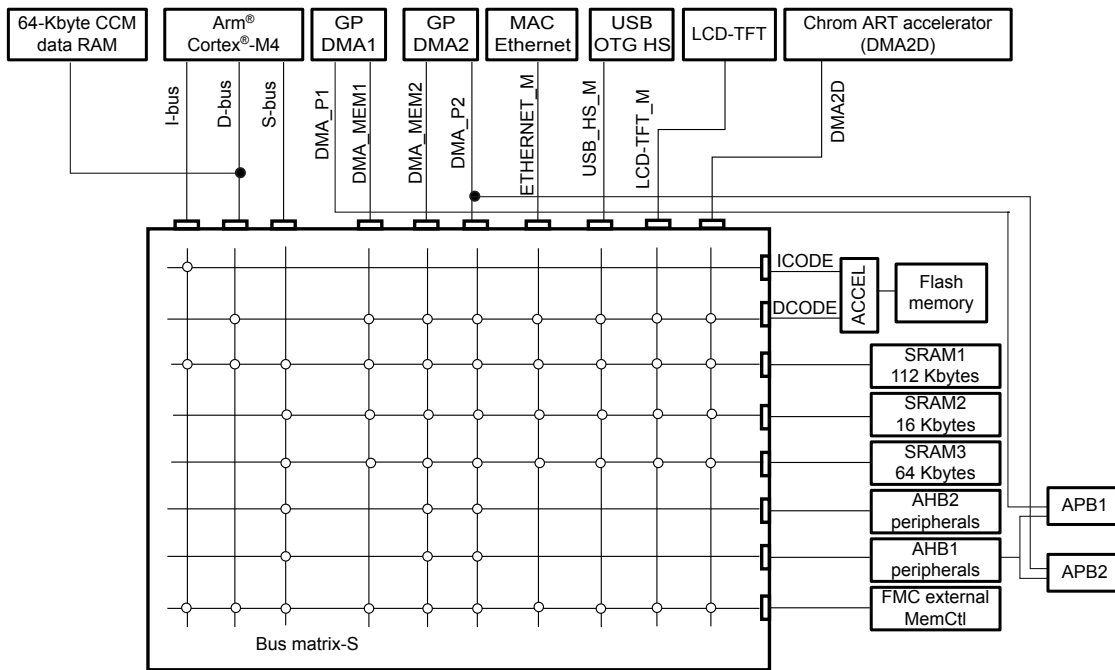 64-Kbyte CCM
data RAM
Arm®
Cortex®-M4
GP
DMA1
GP
DMA2
MAC
Ethernet
USB
OTG HS
LCD-TFT
Chrom ART accelerator
(DMA2D)
I-bus
D-bus
S-bus
DMA_P1
DMA_MEM1
DMA_MEM2
DMA_P2
ETHERNET_M
USB_HS_M
LCD-TFT_M
DMA2D
ICODE
DCODE
ACCEL
Flash
memory
SRAM1
112 Kbytes
SRAM2
16 Kbytes
SRAM3
64 Kbytes
AHB2
peripherals
AHB1
peripherals
FMC external
MemCtl
APB1
APB2
Bus matrix-S